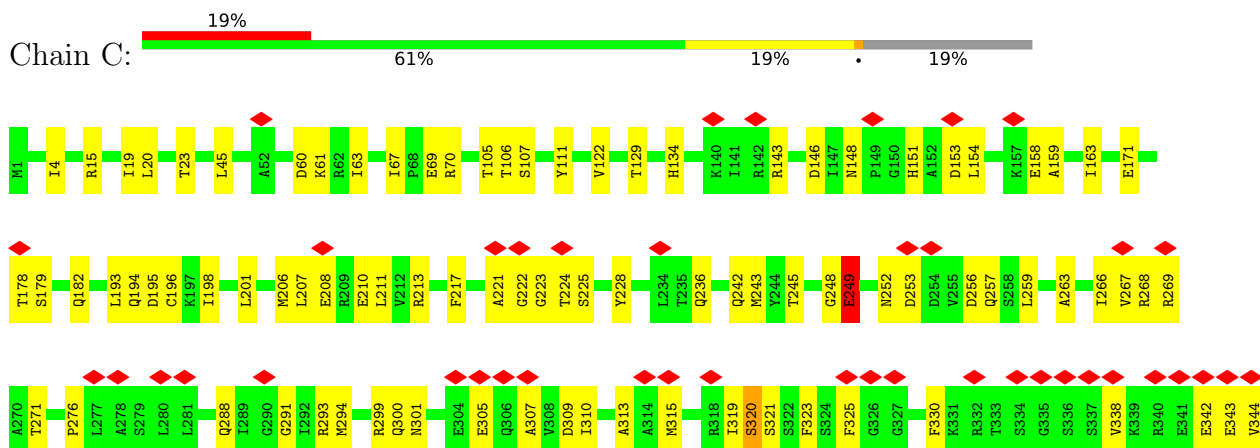 19%
Chain C:
61% 19% • 19%
M1 I4 R15 I19 L20 T23 L45 A52 D60 K61 R62 I63 I67 P68 E69 R70 T105 T106 S107 Y111 V122 T129 H134 K140 I141 R142 R143 D146 I147 N148 P149 G150 H151 A152 D153 L154 K157 E158 A159 I163 E171
T178 S179 Q182 L193 Q194 D195 C196 K197 I198 L201 M206 L207 E208 R209 E210 L211 V212 R213 F217 A221 G222 G223 T224 S225 Y228 L234 T235 Q236 Q242 M243 Y244 T245 G248 E249 N252 D253 D254 V255 D256 Q257 S258 L259 A263 I266 V267 R268 R269
A270 T271 P276 L277 A278 S279 L280 L281 Q288 I289 G290 G291 I292 R293 M294 R299 Q300 N301 E304 E305 Q306 A307 V308 D309 I310 A313 A314 M315 R318 I319 S320 S321 S322 F323 S324 F325 G326 G327 F330 K331 R332 T333 S334 G335 S336 S337 V338 K339 R340 E341 E342 E343